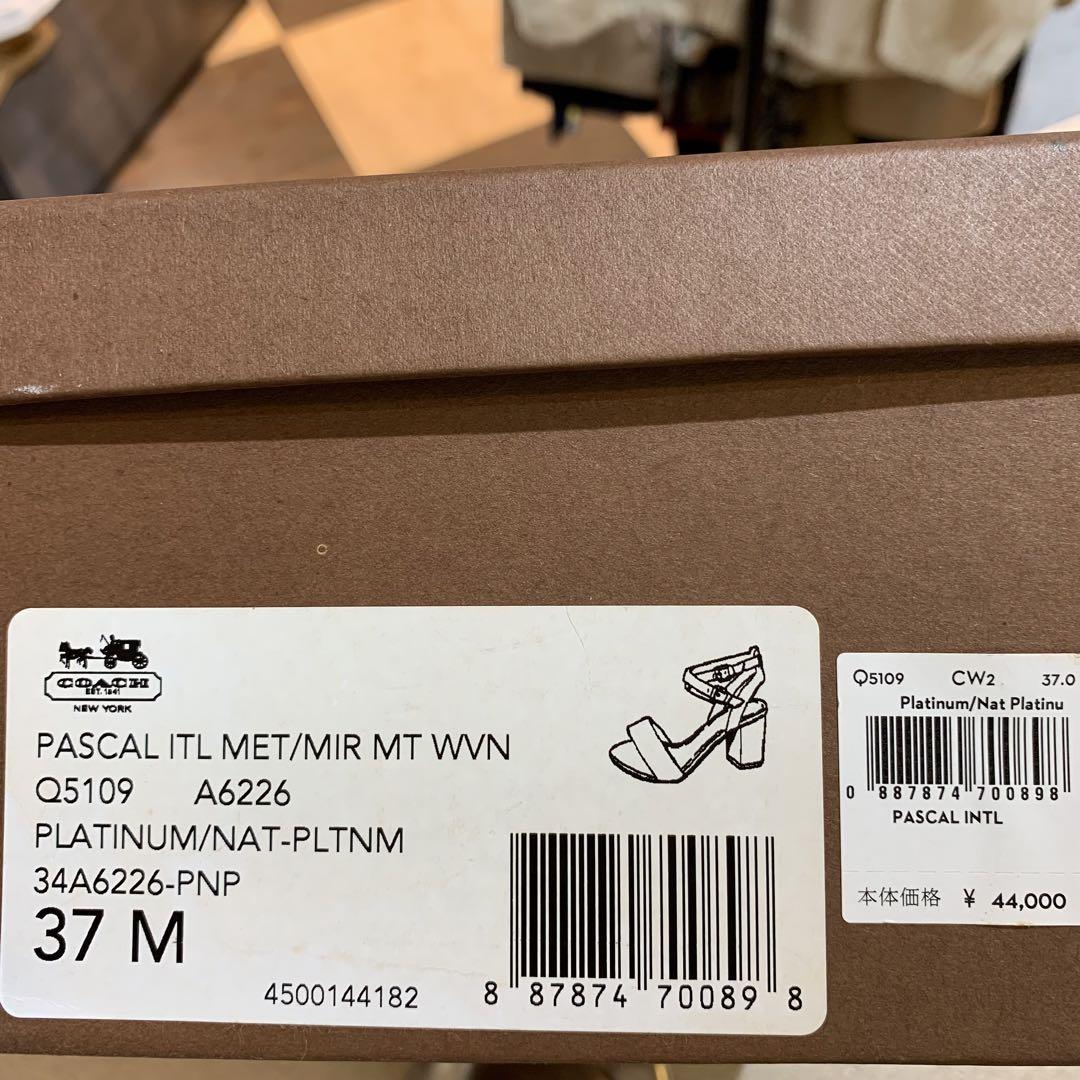 COACH
EST. 1941
NEW YORK
PASCAL ITL MET/MIR MT WVN
Q5109 A6226
PLATINUM/NAT-PLTNM
34A6226-PNP
37 M
4500144182
8 87874 70089 8
Q5109 CW2 37.0
Platinum/Nat Platinu
0 887874 700898
PASCAL INTL
本体価格 ¥ 44,000